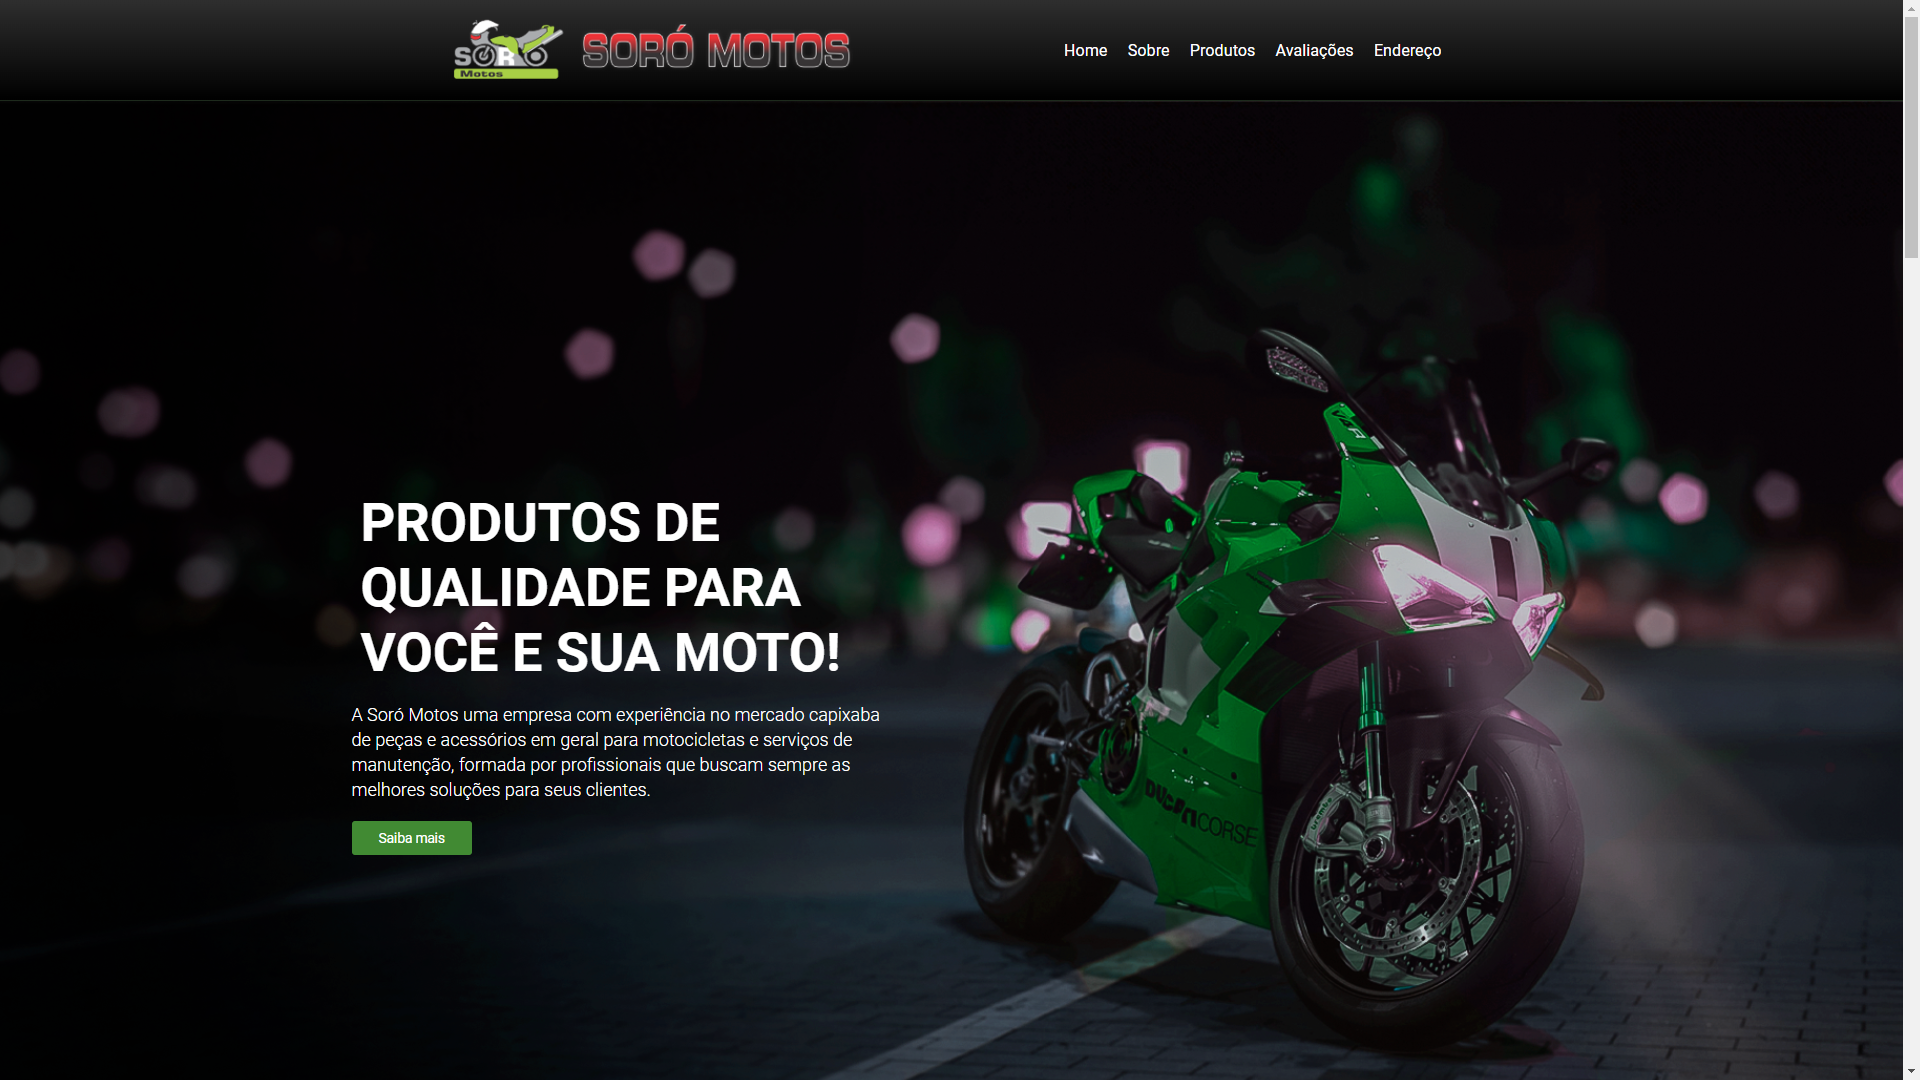 SORO
Motos
SORÓ MOTOS
Home Sobre Produtos Avaliações Endereço
PRODUTOS DE
QUALIDADE PARA
VOCÊ E SUA MOTO!
A Soró Motos uma empresa com experiência no mercado capixaba
de peças e acessórios em geral para motocicletas e serviços de
manutenção, formada por profissionais que buscam sempre as
melhores soluções para seus clientes.
Saiba mais
DUCATI CORSE
brembo